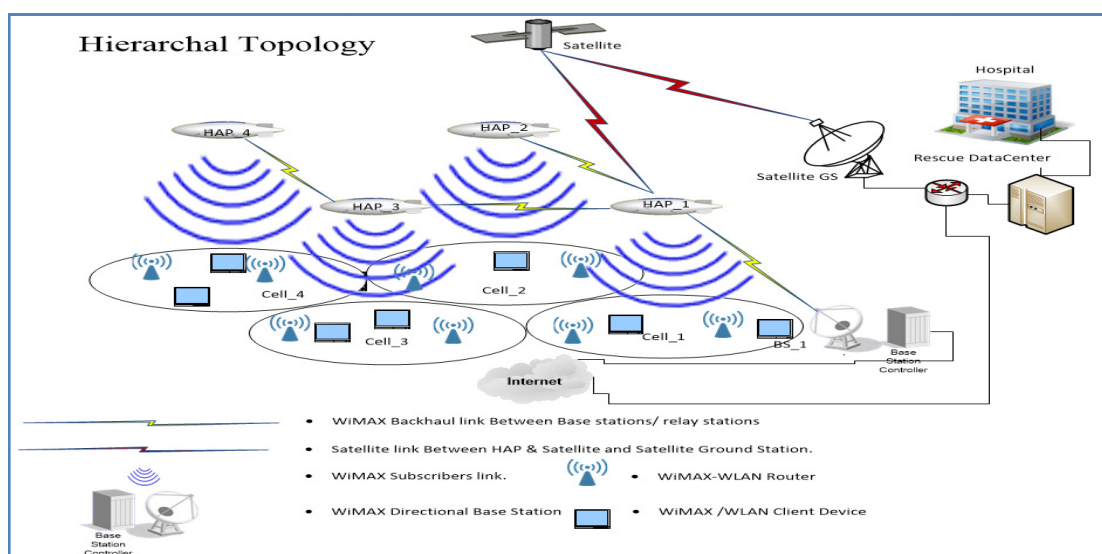 Hierarchal Topology
Satellite
Hospital
HAP_4
HAP_2
Rescue DataCenter
Satellite GS
HAP_3
HAP_1
Cell_4
Cell_2
Cell_3
Cell_1
BS_1
Base
Station
Controller
Internet
• WiMAX Backhaul link Between Base stations/ relay stations
• Satellite link Between HAP & Satellite and Satellite Ground Station.
• WiMAX Subscribers link.
• WiMAX-WLAN Router
• WiMAX Directional Base Station
• WiMAX /WLAN Client Device
Base
Station
Controller